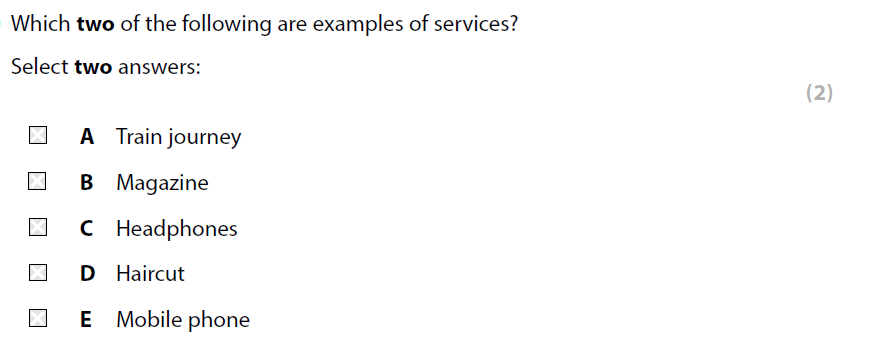 Which two of the following are examples of services?
Select two answers:
(2)
A Train journey
B Magazine
C Headphones
D Haircut
E Mobile phone